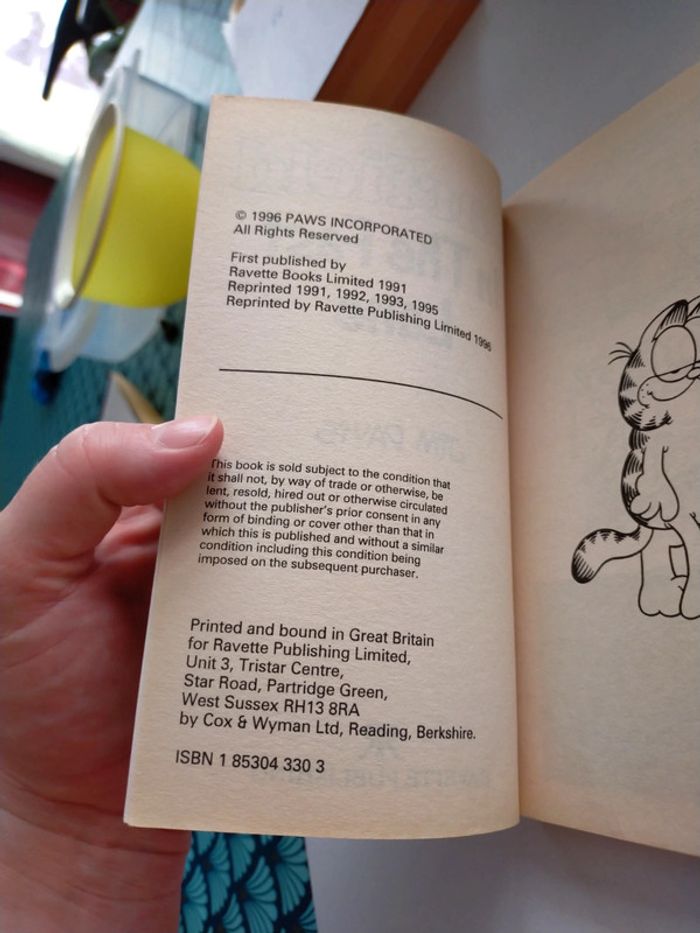 © 1996 PAWS INCORPORATED
All Rights Reserved
First published by
Ravette Books Limited 1991
Reprinted 1991, 1992, 1993, 1995
Reprinted by Ravette Publishing Limited 1996
This book is sold subject to the condition that
it shall not, by way of trade or otherwise, be
lent, resold, hired out or otherwise circulated
without the publisher's prior consent in any
form of binding or cover other than that in
which this is published and without a similar
condition including this condition being
imposed on the subsequent purchaser.
Printed and bound in Great Britain
for Ravette Publishing Limited,
Unit 3, Tristar Centre,
Star Road, Partridge Green,
West Sussex RH13 8RA
by Cox & Wyman Ltd, Reading, Berkshire.
ISBN 1 85304 330 3